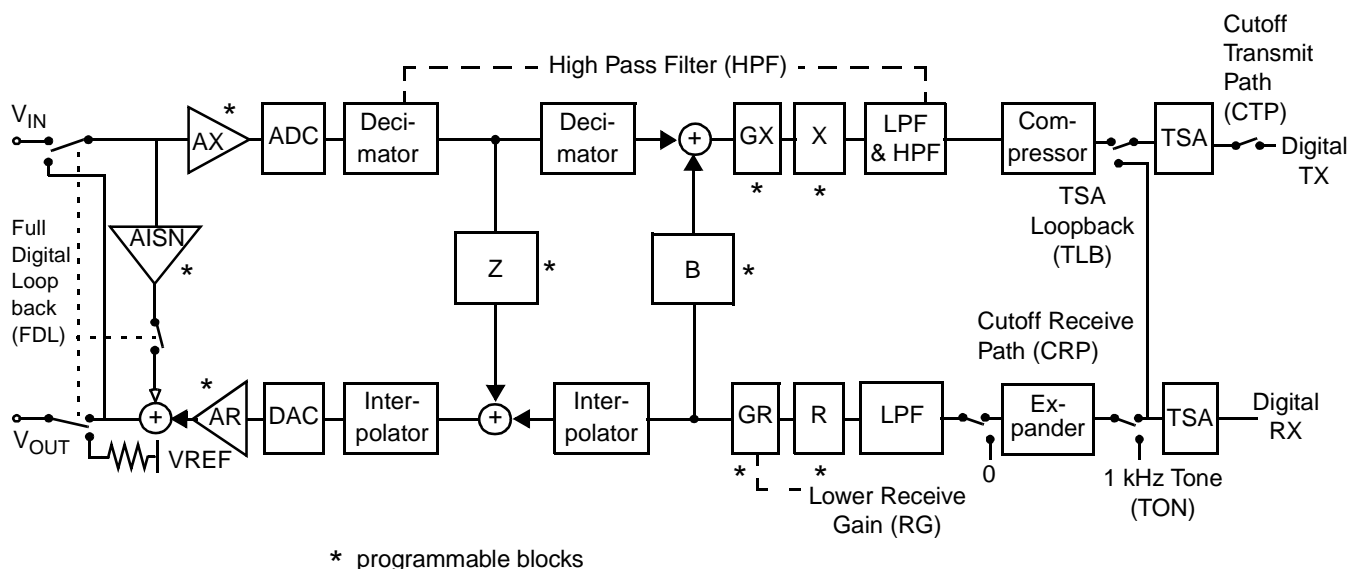 Cutoff
Transmit
Path
(CTP)
High Pass Filter (HPF)
VIN
*
AX
ADC
Deci-
mator
Deci-
mator
+
GX
X
LPF
& HPF
Com-
pressor
TSA
Digital
TX
*
*
TSA
Loopback
(TLB)
Full
Digital
Loop
back
(FDL)
AISN
*
Z
*
B
*
Cutoff Receive
Path (CRP)
*
VOUT
+
AR
DAC
Inter-
polator
+
Inter-
polator
GR
R
LPF
Ex-
pander
TSA
Digital
RX
VREF
*
*
0
1 kHz Tone
(TON)
Lower Receive
Gain (RG)
* programmable blocks